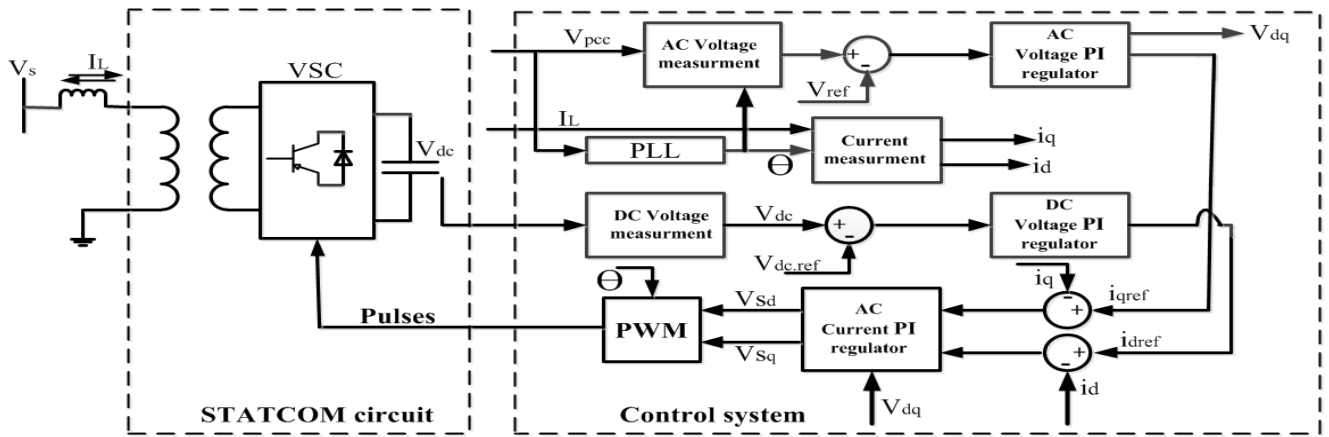 Vs
IL
VSC
Vdc
Pulses
STATCOM circuit
Vpcc
AC Voltage
measurment
+
-
Vref
AC
Voltage PI
regulator
Vdq
IL
PLL
Θ
Current
measurment
iq
id
DC Voltage
measurment
Vdc
+
-
Vdc.ref
DC
Voltage PI
regulator
Θ
PWM
VSd
VSq
AC
Current PI
regulator
Vdq
iq
-
+
iqref
+
-
idref
id
Control system